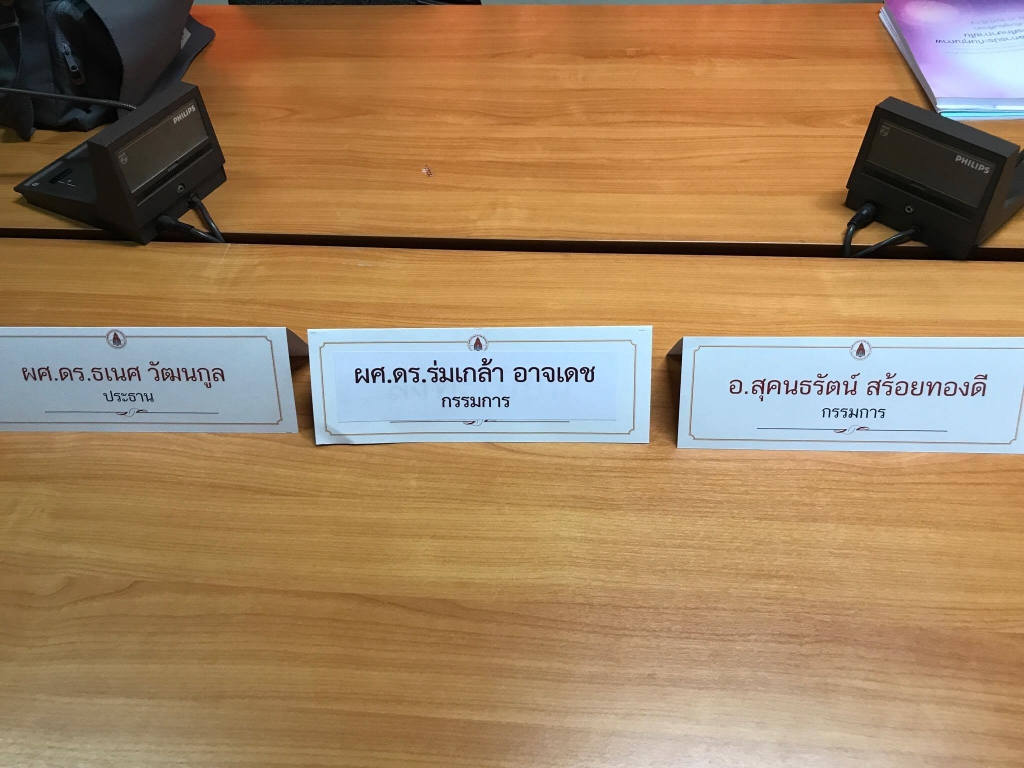 PHILIPS
PHILIPS
ผศ.ดร.ธเนศ วัฒนกูล
ประธาน
ผศ.ดร.ร่มเกล้า อาจเดช
กรรมการ
อ.สุคนธรัตน์ สร้อยทองดี
กรรมการ